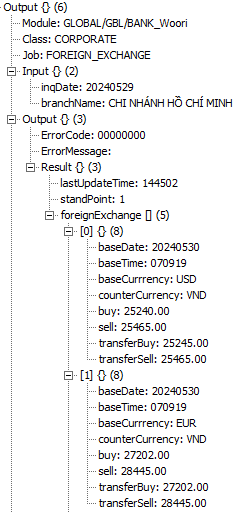 Output {} (6)
Module: GLOBAL/GBL/BANK_Woori
Class: CORPORATE
Job: FOREIGN_EXCHANGE
Input {} (2)
inqDate: 20240529
branchName: CHI NHÁNH HỒ CHÍ MINH
Output {} (3)
ErrorCode: 00000000
ErrorMessage:
Result {} (3)
lastUpdateTime: 144502
standPoint: 1
foreignExchange [] (5)
[0] {} (8)
baseDate: 20240530
baseTime: 070919
baseCurrrency: USD
counterCurrency: VND
buy: 25240.00
sell: 25465.00
transferBuy: 25245.00
transferSell: 25465.00
[1] {} (8)
baseDate: 20240530
baseTime: 070919
baseCurrrency: EUR
counterCurrency: VND
buy: 27202.00
sell: 28445.00
transferBuy: 27202.00
transferSell: 28445.00